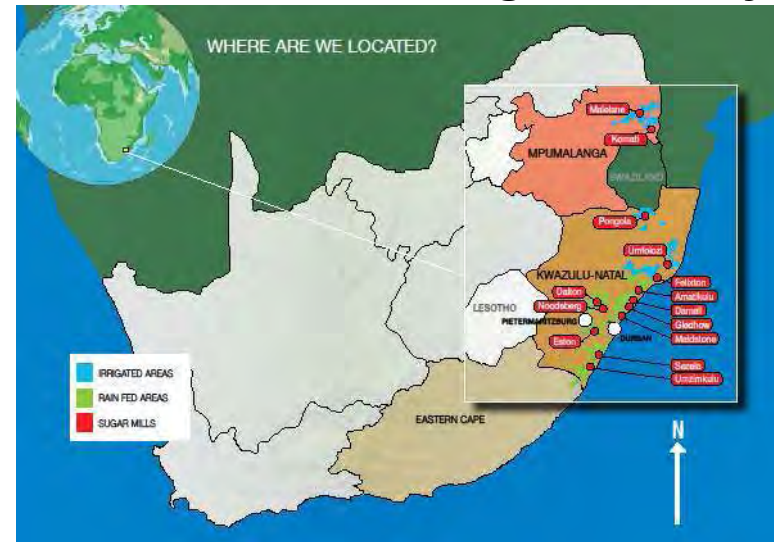 WHERE ARE WE LOCATED?
Malelane
Komati
MPUMALANGA
SWAZILAND
Pongola
Umfolozi
KWAZULU-NATAL
Felixton
Dalton
Amatikulu
LESOTHO
Noodsberg
Darnall
PIETERMARITZBURG
Gledhow
Eston
DURBAN
Maidstone
Sezela
Umzimkulu
IRRIGATED AREAS
RAIN FED AREAS
SUGAR MILLS
EASTERN CAPE
N